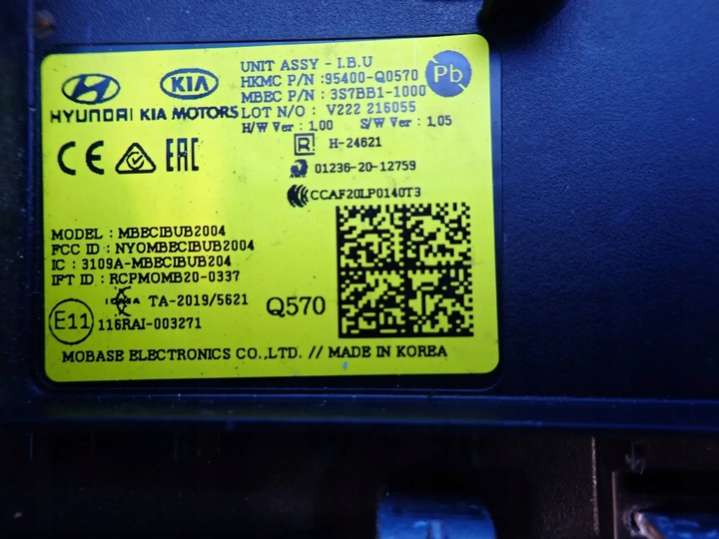 UNIT ASSY - I.B.U
HKMC P/N :95400-Q0570
MBEC P/N : 3S7BB1-1000
LOT N/O : V222 216055
H/W Ver : 1.00 S/W Ver : 1.05
Pb
KIA
HYUNDAI KIA MOTORS
CE EAC
R H-24621
01236-20-12759
CCAF20LP0140T3
MODEL : MBECIBUB2004
FCC ID : NYOMBECIBUB2004
IC : 3109A-MBECIBUB204
IFT ID : RCPMOMB20-0337
TA-2019/5621
Q570
E11 116RAI-003271
MOBASE ELECTRONICS CO.,LTD. // MADE IN KOREA